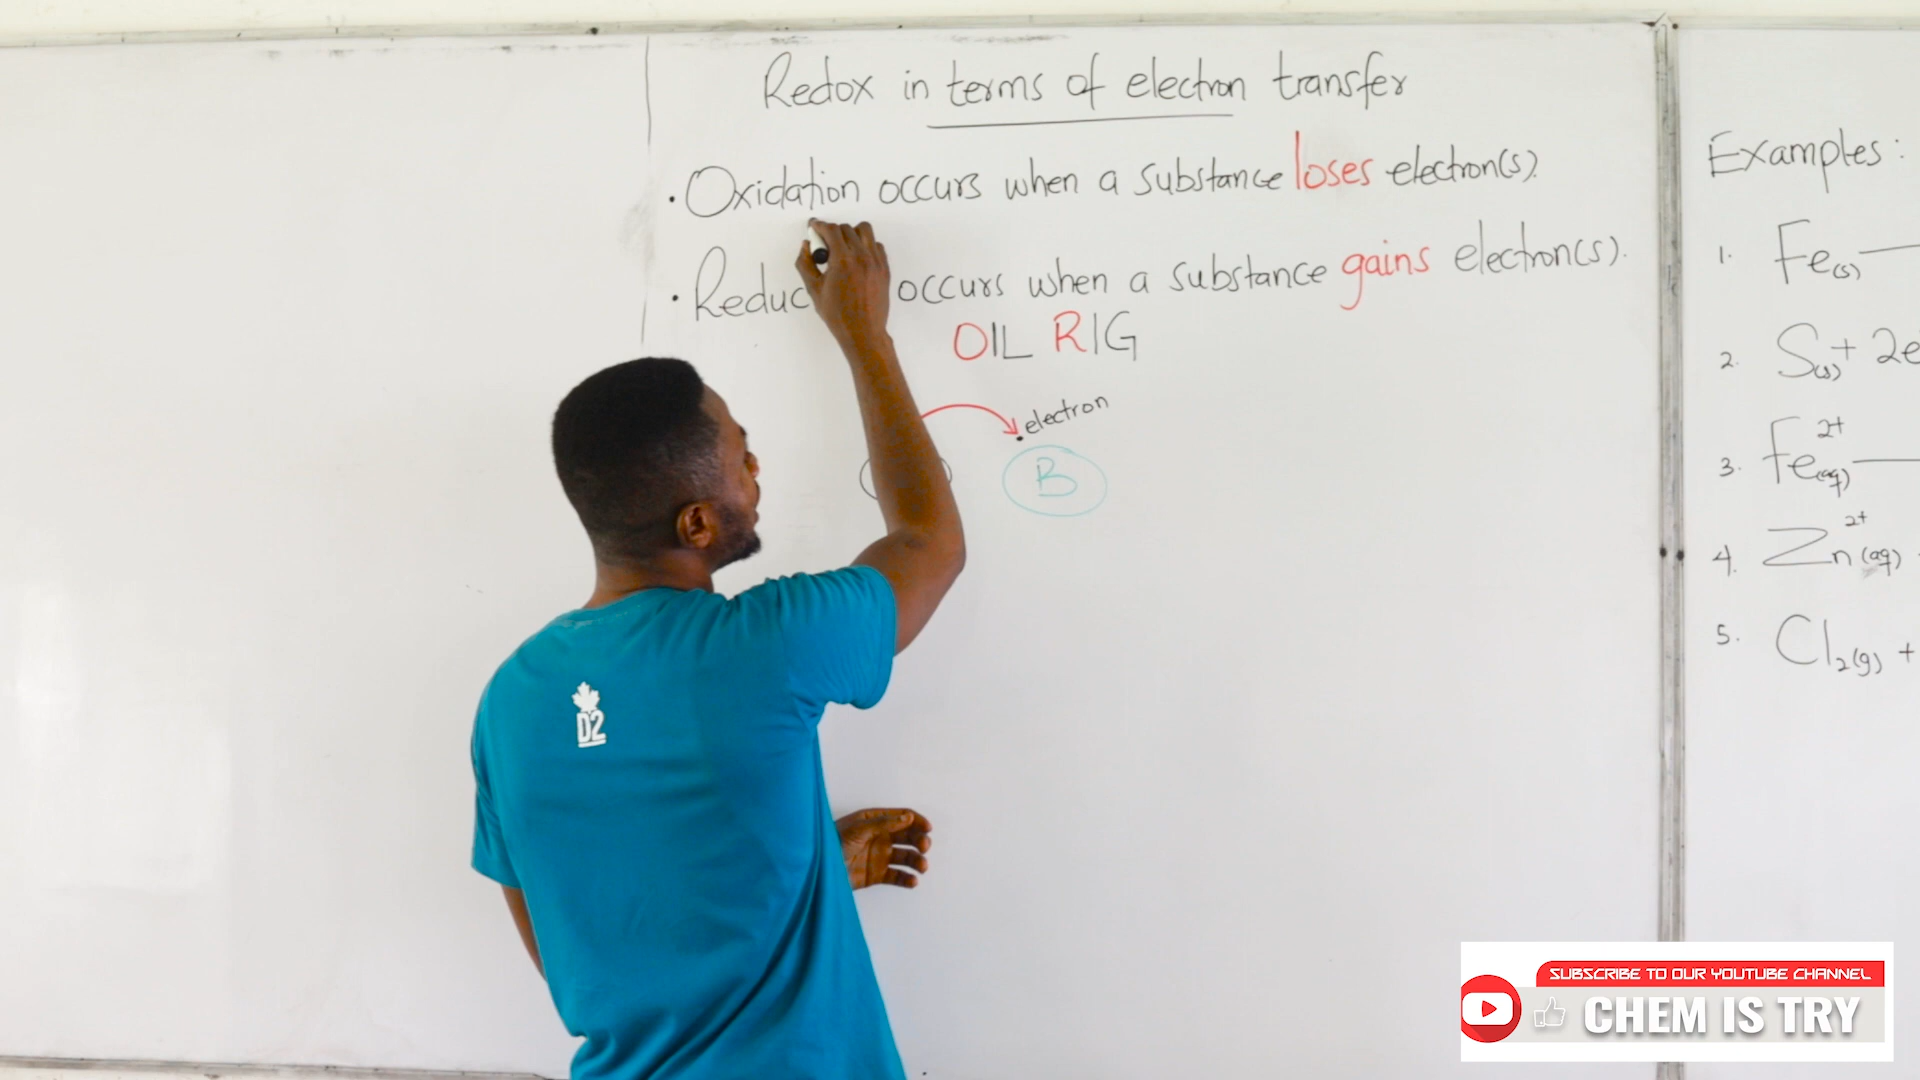 Redox in terms of electron transfer
• Oxidation occurs when a substance loses electron(s).
• Reduc occurs when a substance gains electron(s).
OIL RIG
electron
B
Examples:
1. Fe(s)
2. S(s) + 2e
3. Fe2+(aq)
4. Zn2+(aq)
5. Cl2(g) +
D2
SUBSCRIBE TO OUR YOUTUBE CHANNEL
CHEM IS TRY